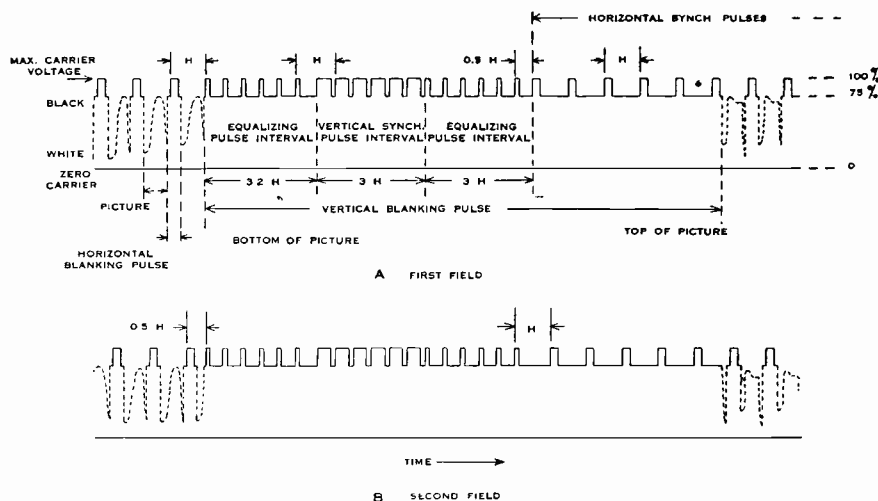 HORIZONTAL SYNCH PULSES
H
H
0.5 H
H
MAX. CARRIER
VOLTAGE
100%
75%
BLACK
EQUALIZING
PULSE INTERVAL
VERTICAL SYNCH.
PULSE INTERVAL
EQUALIZING
PULSE INTERVAL
WHITE
ZERO
CARRIER
0
3.2 H
3 H
3 H
PICTURE
VERTICAL BLANKING PULSE
BOTTOM OF PICTURE
TOP OF PICTURE
HORIZONTAL
BLANKING PULSE
A FIRST FIELD
0.5 H
H
TIME
B SECOND FIELD